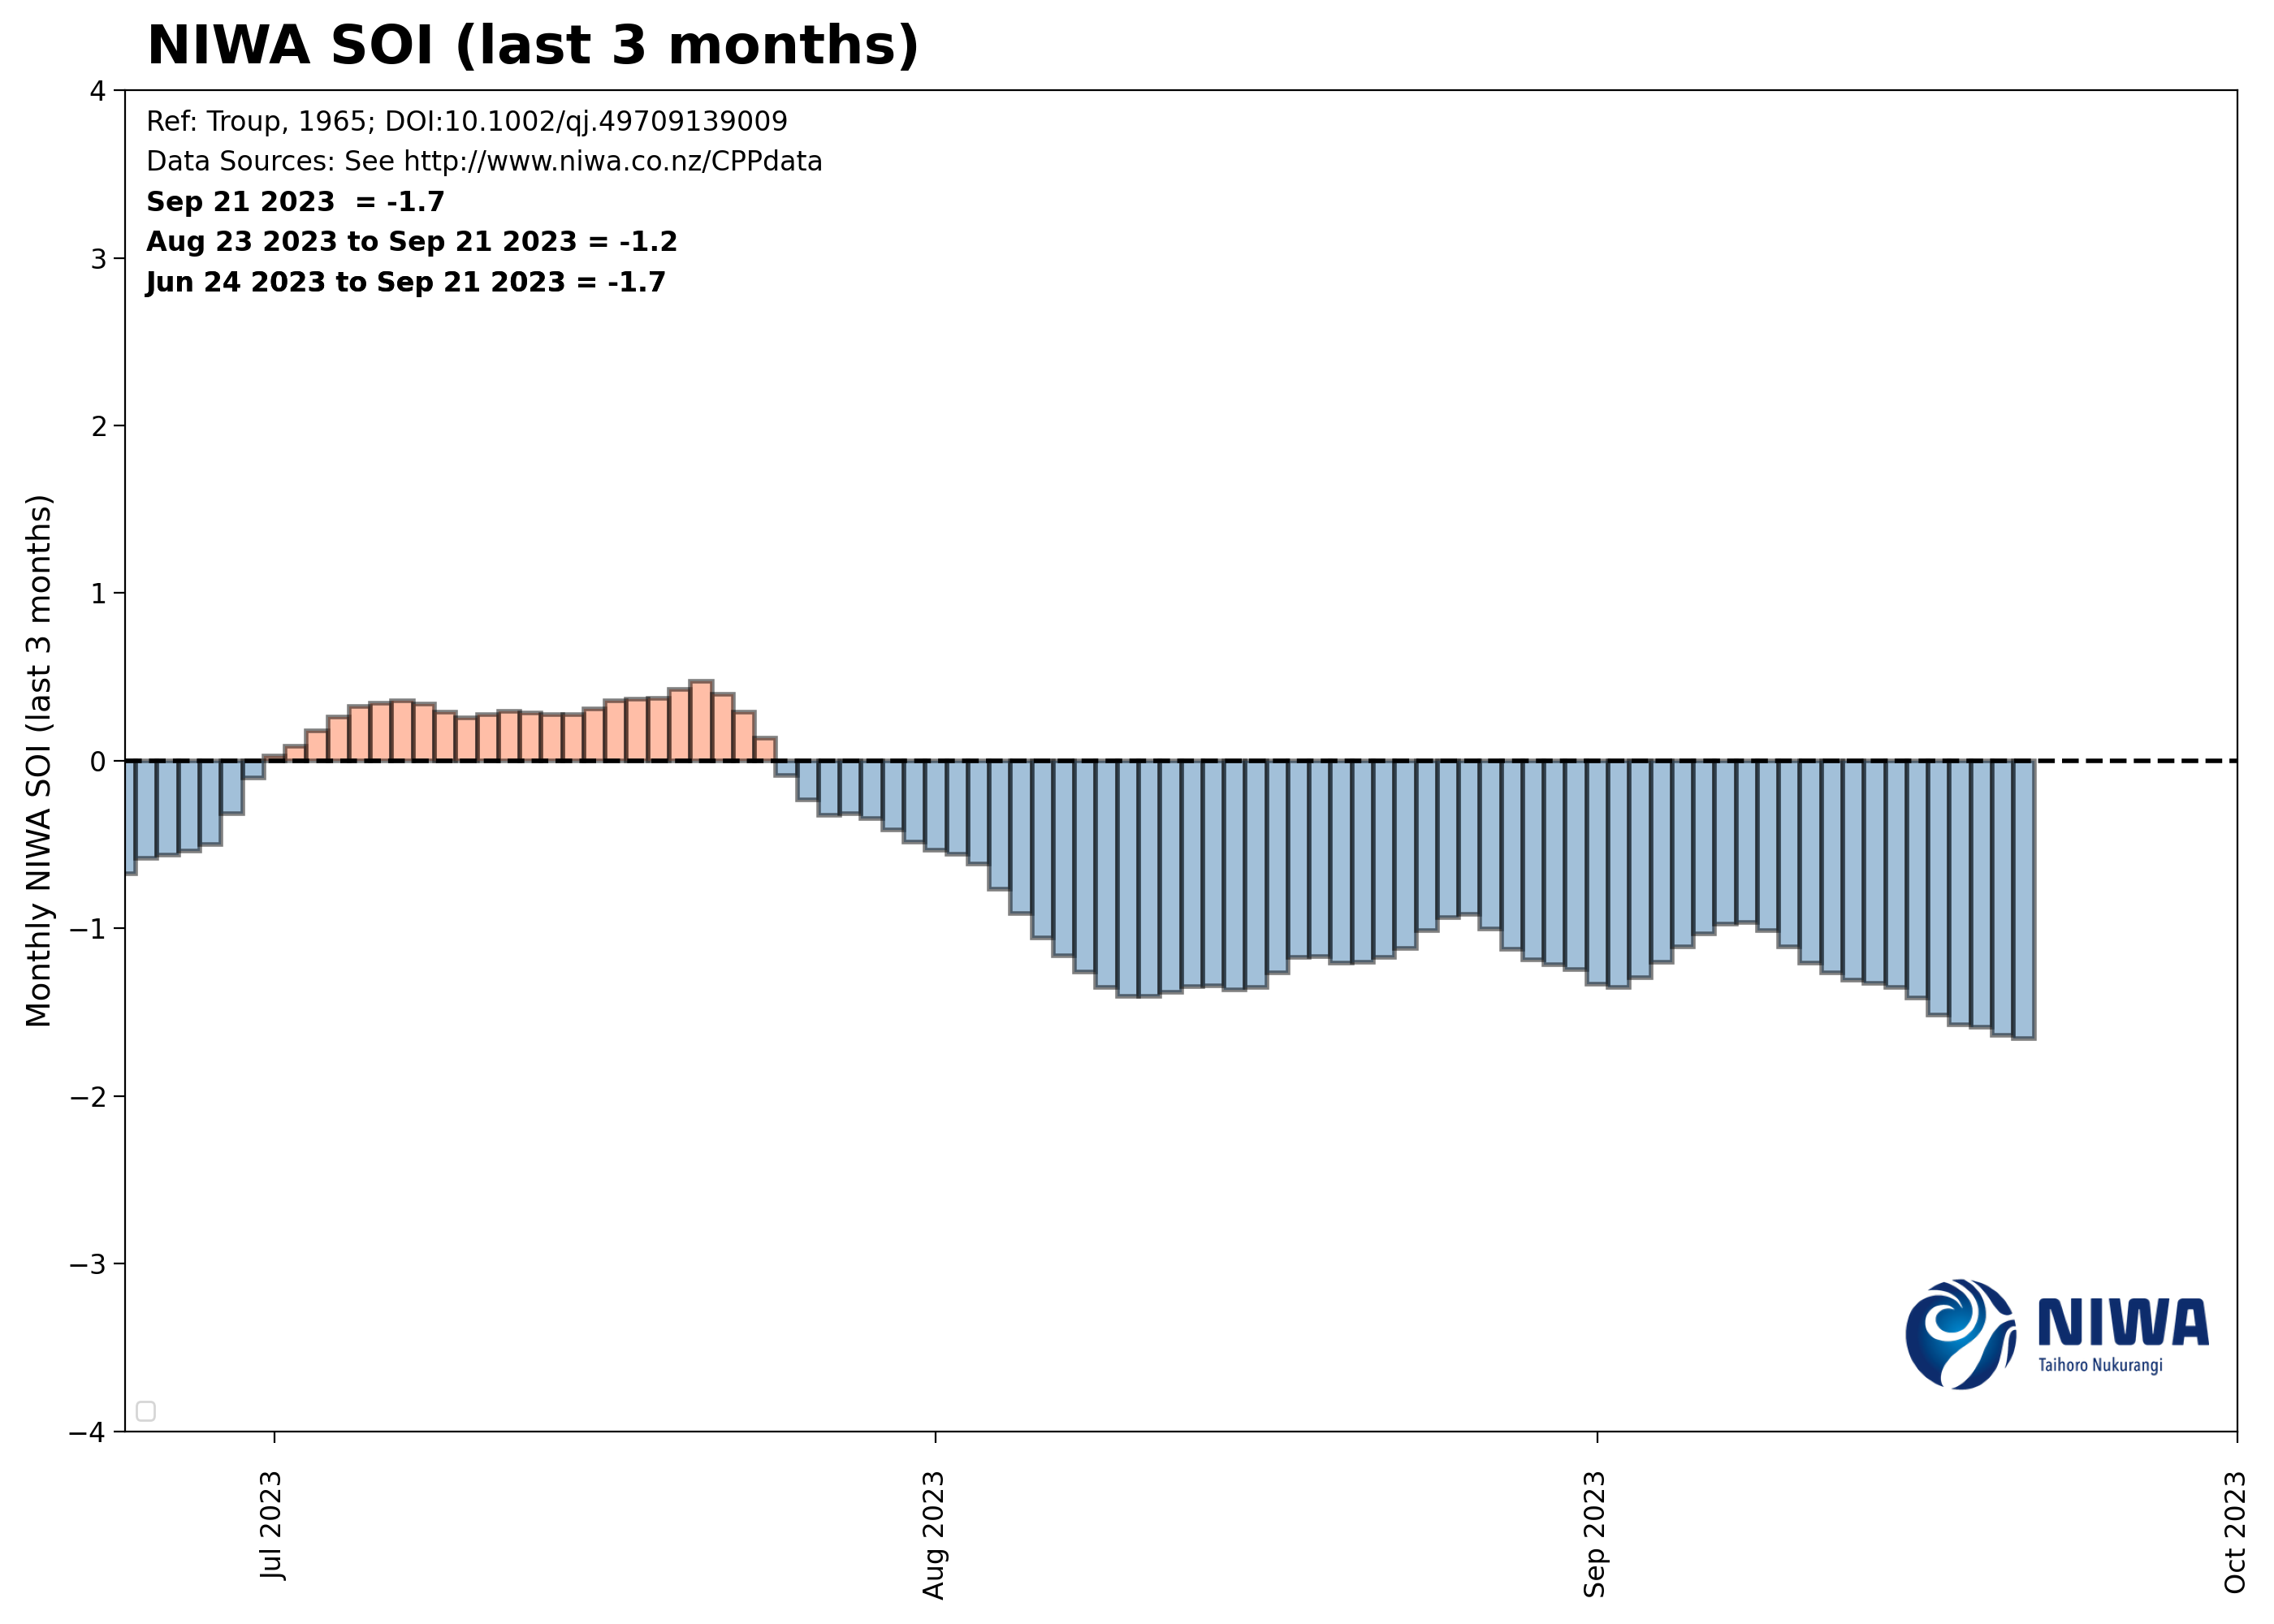 NIWA SOI (last 3 months)
Ref: Troup, 1965; DOI:10.1002/qj.49709139009
Data Sources: See http://www.niwa.co.nz/CPPdata
Sep 21 2023  = -1.7
Aug 23 2023 to Sep 21 2023 = -1.2
Jun 24 2023 to Sep 21 2023 = -1.7
Monthly NIWA SOI (last 3 months)
4
3
2
1
0
−1
−2
−3
−4
NIWA
Taihoro Nukurangi
Jul 2023
Aug 2023
Sep 2023
Oct 2023